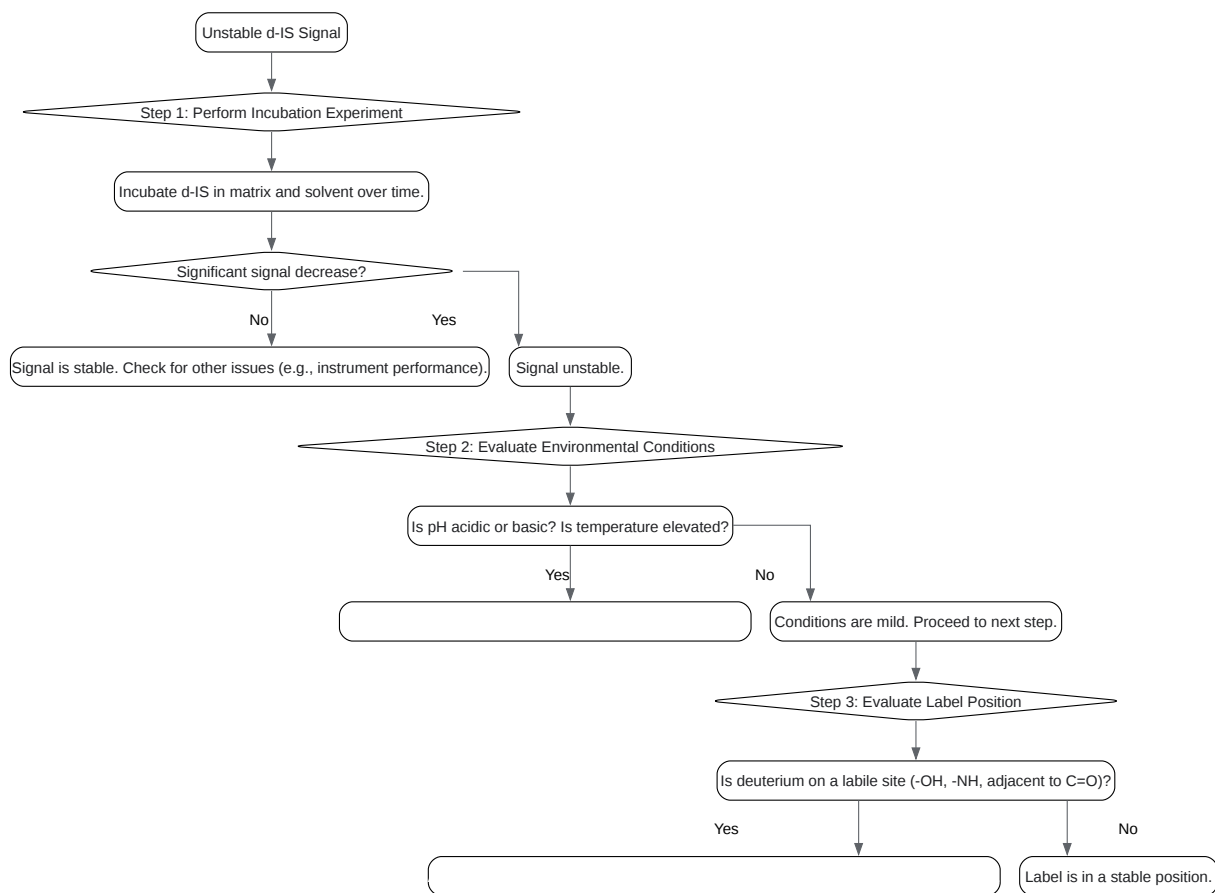 Unstable d-IS Signal
Step 1: Perform Incubation Experiment
Incubate d-IS in matrix and solvent over time.
Significant signal decrease?
No
Yes
Signal is stable. Check for other issues (e.g., instrument performance).
Signal unstable.
Step 2: Evaluate Environmental Conditions
Is pH acidic or basic? Is temperature elevated?
Yes
No
Conditions are mild. Proceed to next step.
Step 3: Evaluate Label Position
Is deuterium on a labile site (-OH, -NH, adjacent to C=O)?
Yes
No
Label is in a stable position.